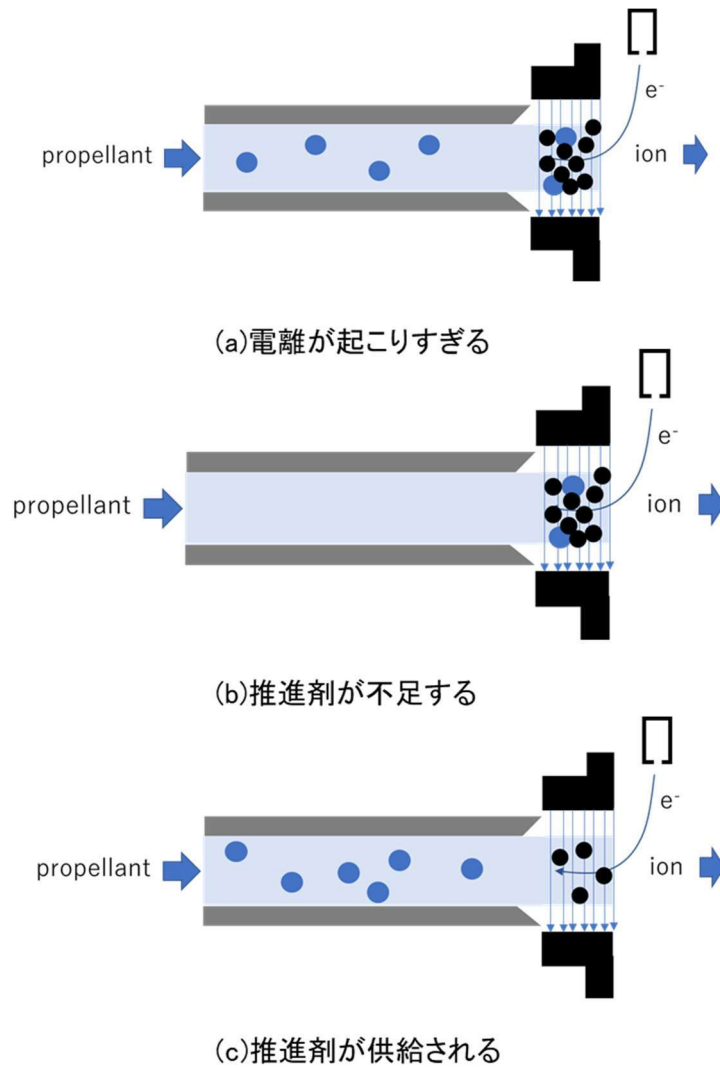 e⁻
propellant
ion
(a)電離が起こりすぎる
e⁻
propellant
ion
(b)推進剤が不足する
e⁻
propellant
ion
(c)推進剤が供給される